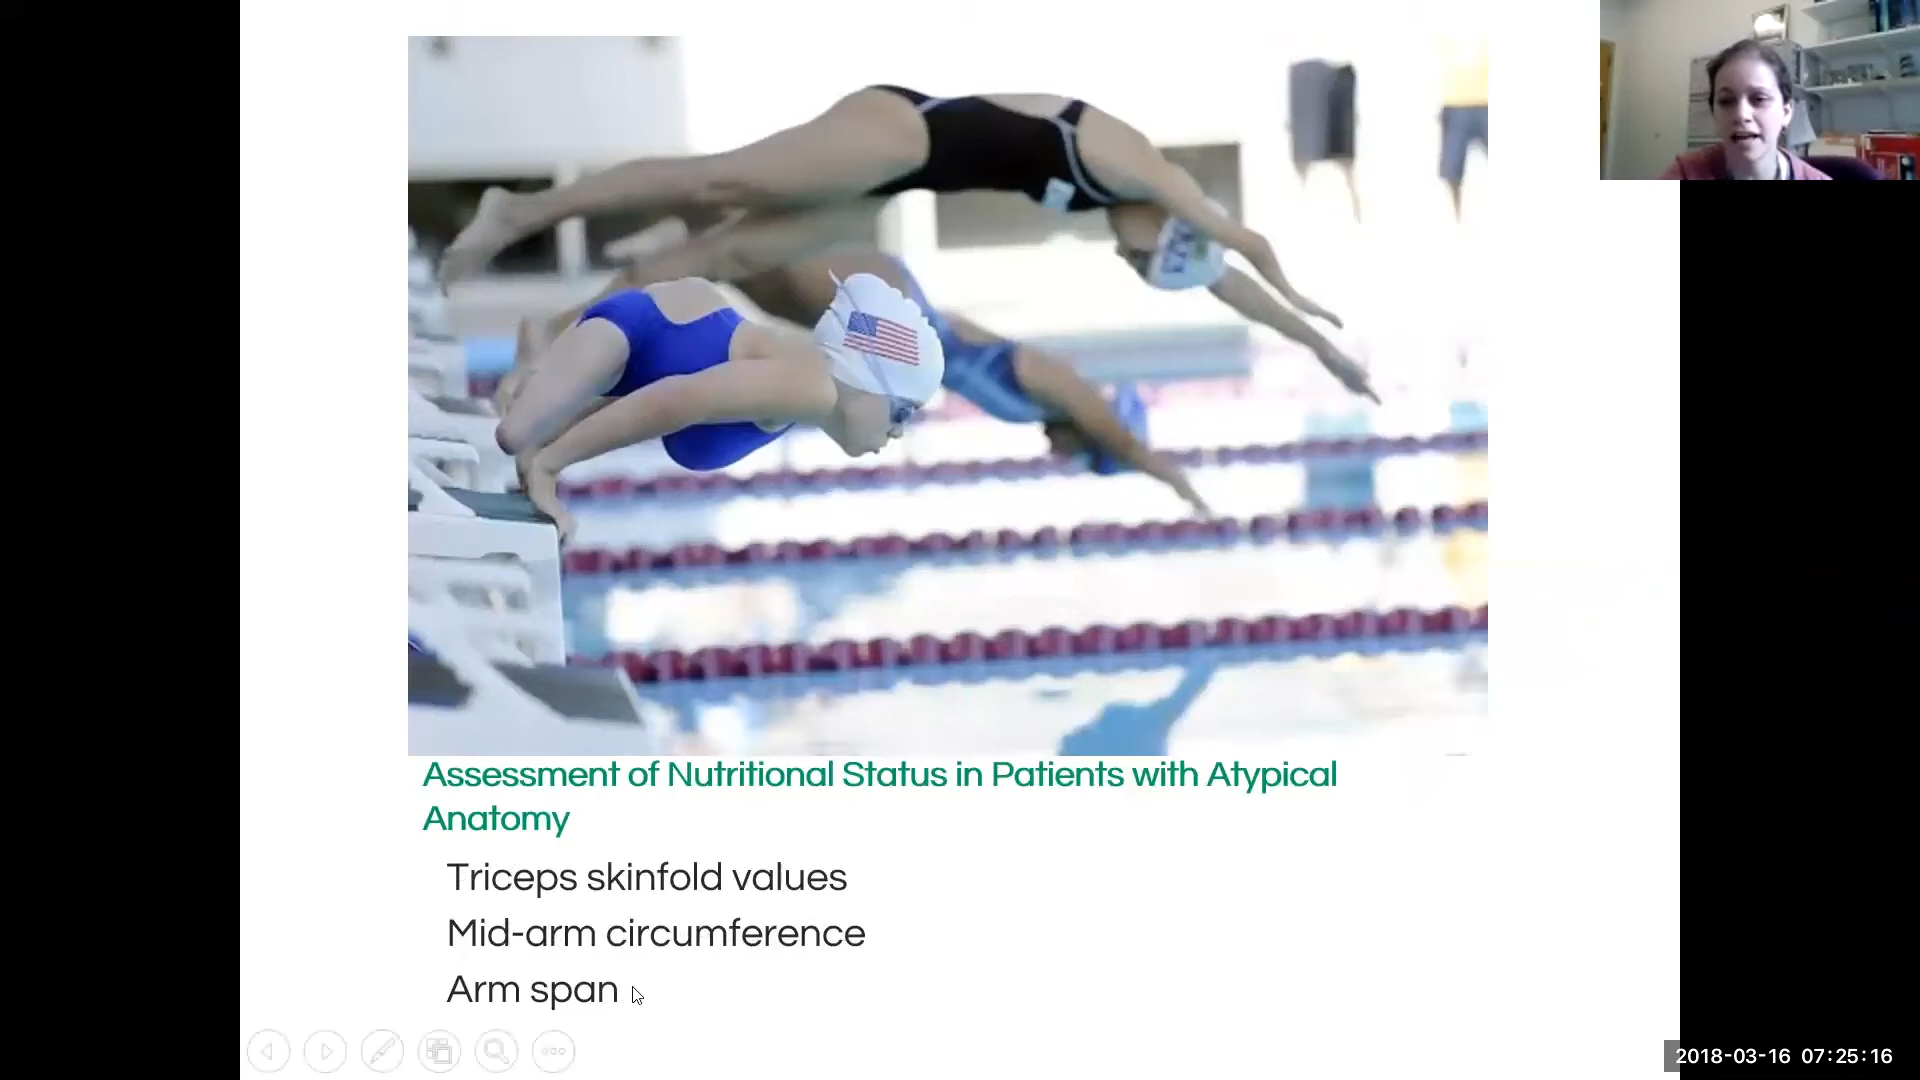 Assessment of Nutritional Status in Patients with Atypical
Anatomy
Triceps skinfold values
Mid-arm circumference
Arm span
2018-03-16 07:25:16